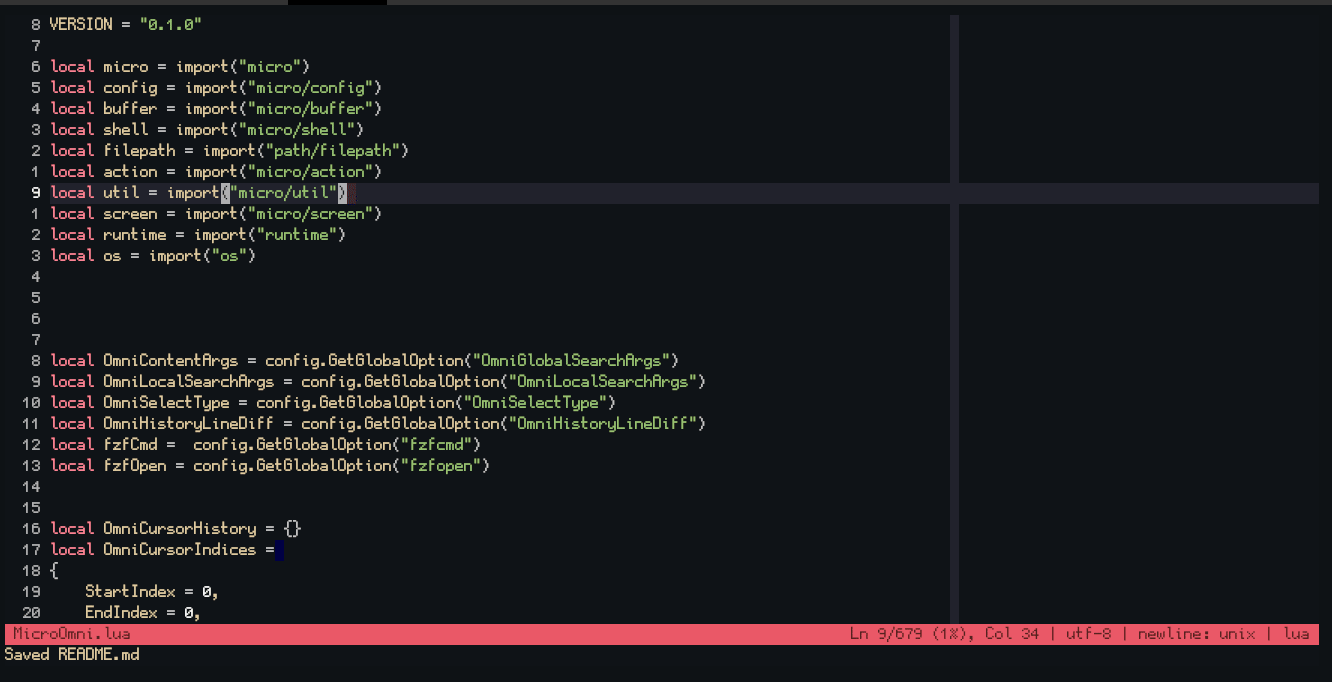 8 VERSION = "0.1.0"
7
6 local micro = import("micro")
5 local config = import("micro/config")
4 local buffer = import("micro/buffer")
3 local shell = import("micro/shell")
2 local filepath = import("path/filepath")
1 local action = import("micro/action")
9 local util = import("micro/util")
1 local screen = import("micro/screen")
2 local runtime = import("runtime")
3 local os = import("os")
4
5
6
7
8 local OmniContentArgs = config.GetGlobalOption("OmniGlobalSearchArgs")
9 local OmniLocalSearchArgs = config.GetGlobalOption("OmniLocalSearchArgs")
10 local OmniSelectType = config.GetGlobalOption("OmniSelectType")
11 local OmniHistoryLineDiff = config.GetGlobalOption("OmniHistoryLineDiff")
12 local fzfCmd =  config.GetGlobalOption("fzfcmd")
13 local fzfOpen = config.GetGlobalOption("fzfopen")
14
15
16 local OmniCursorHistory = {}
17 local OmniCursorIndices =
18 {
19     StartIndex = 0,
20     EndIndex = 0,
MicroOmni.lua Ln 9/679 (1%), Col 34 | utf-8 | newline: unix | lua
Saved README.md